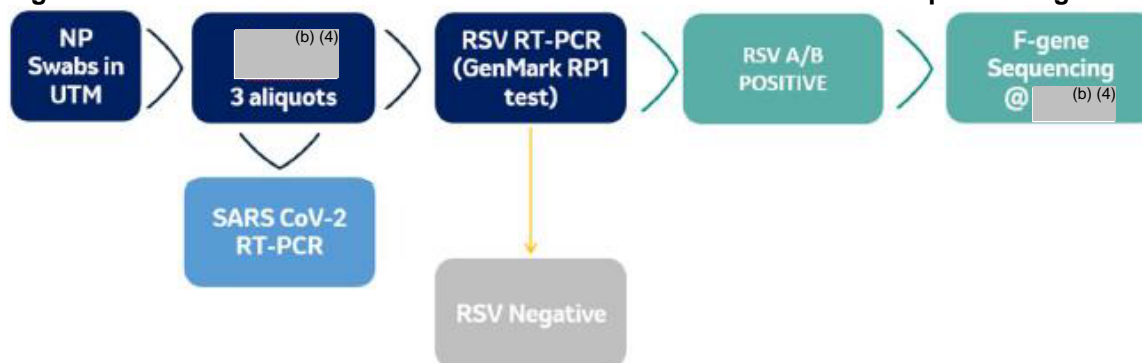 NP
Swabs in
UTM
(b) (4)
3 aliquots
RSV RT-PCR
(GenMark RP1
test)
RSV A/B
POSITIVE
F-gene
Sequencing
@ (b) (4)
SARS CoV-2
RT-PCR
RSV Negative